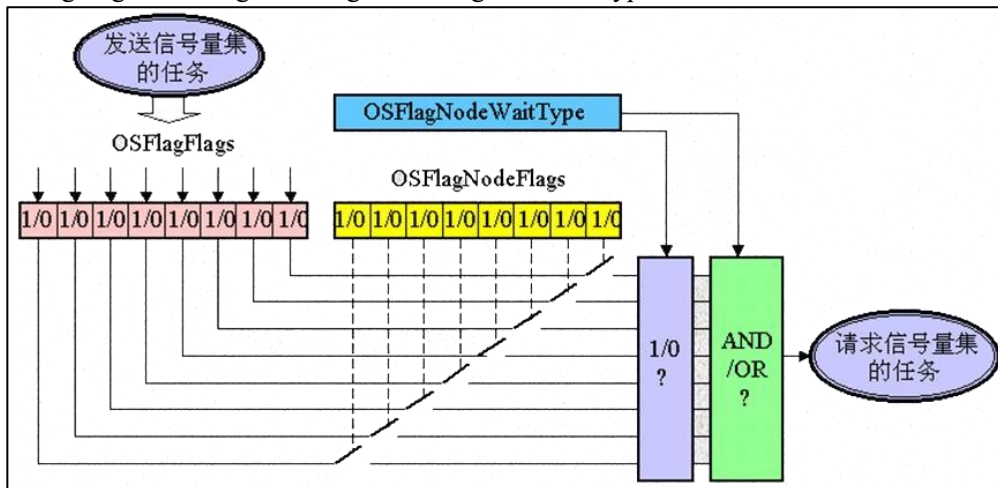 发送信号量集
的任务
OSFlagNodeWaitType
OSFlagFlags
OSFlagNodeFlags
1/0 1/0 1/0 1/0 1/0 1/0 1/0 1/0
1/0 1/0 1/0 1/0 1/0 1/0 1/0 1/0
1/0
?
AND
/OR
?
请求信号量集
的任务